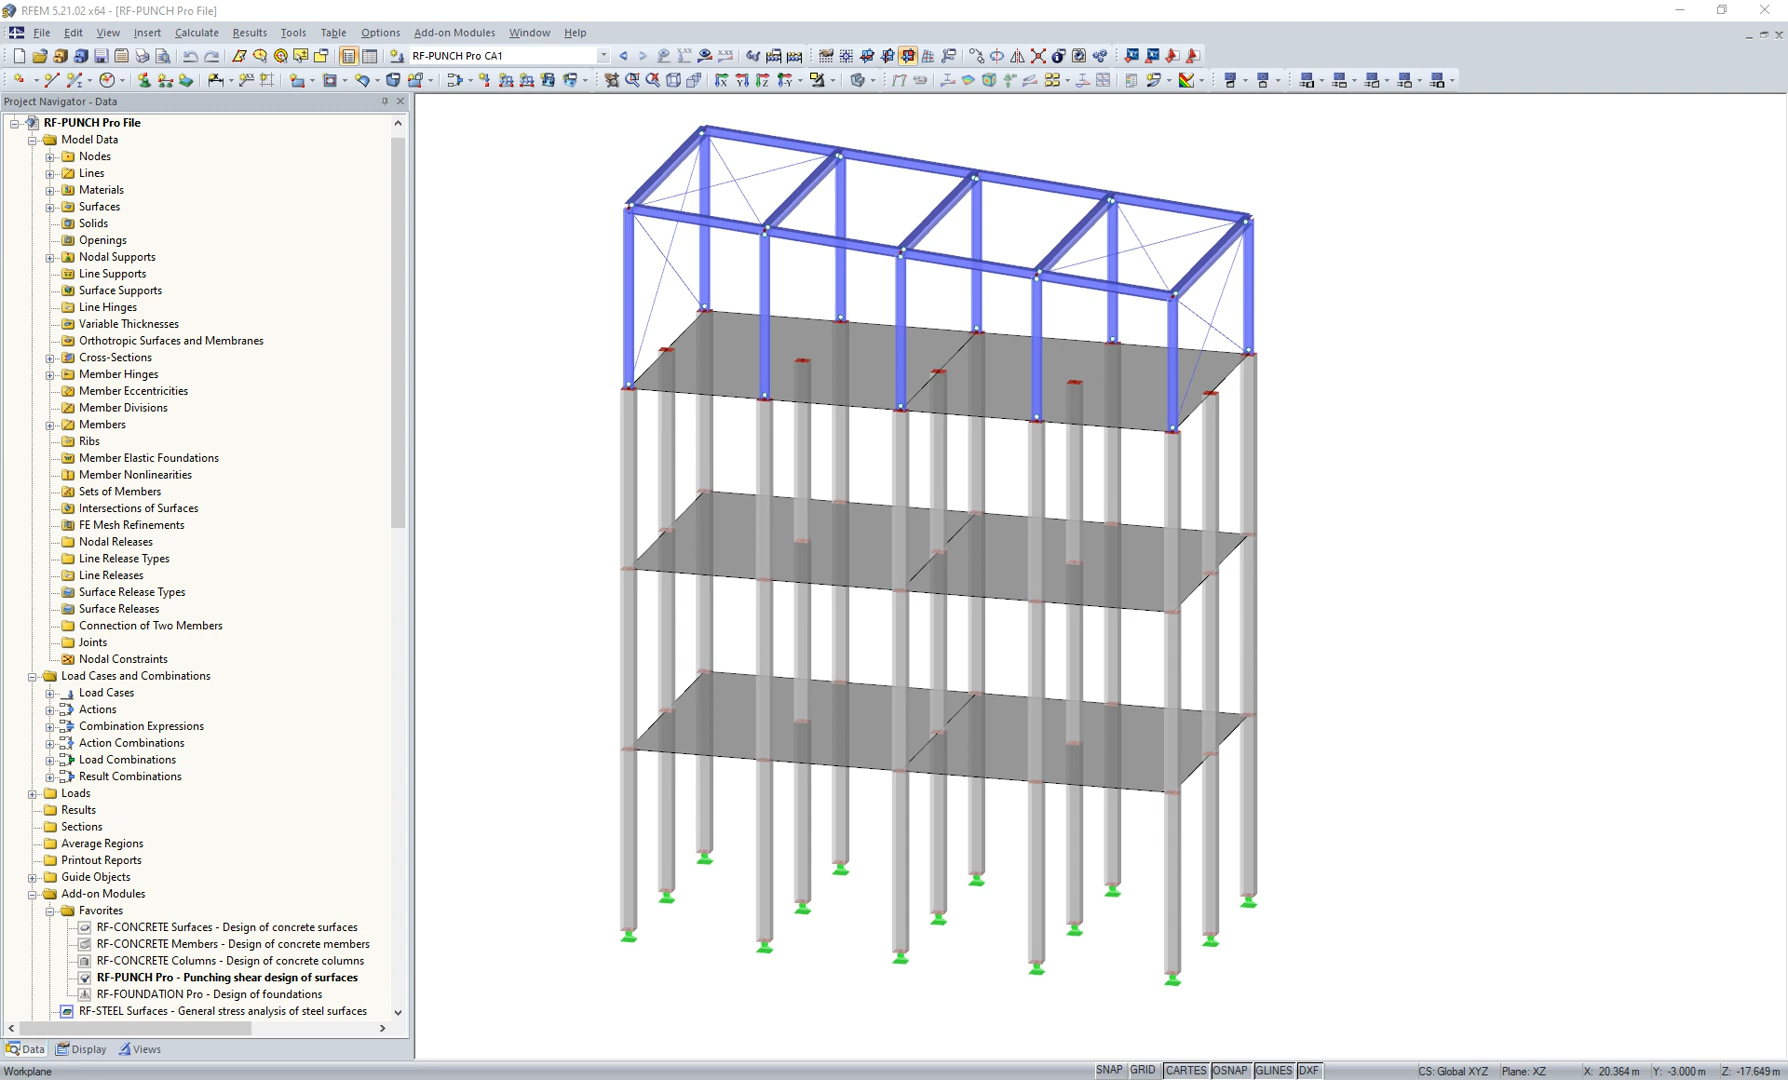 RFEM 5.21.02 x64 - [RF-PUNCH Pro File]
File Edit View Insert Calculate Results Tools Table Options Add-on Modules Window Help
RF-PUNCH Pro CA1
Project Navigator - Data
RF-PUNCH Pro File
Model Data
Nodes
Lines
Materials
Surfaces
Solids
Openings
Nodal Supports
Line Supports
Surface Supports
Line Hinges
Variable Thicknesses
Orthotropic Surfaces and Membranes
Cross-Sections
Member Hinges
Member Eccentricities
Member Divisions
Members
Ribs
Member Elastic Foundations
Member Nonlinearities
Sets of Members
Intersections of Surfaces
FE Mesh Refinements
Nodal Releases
Line Release Types
Line Releases
Surface Release Types
Surface Releases
Connection of Two Members
Joints
Nodal Constraints
Load Cases and Combinations
Load Cases
Actions
Combination Expressions
Action Combinations
Load Combinations
Result Combinations
Loads
Results
Sections
Average Regions
Printout Reports
Guide Objects
Add-on Modules
Favorites
RF-CONCRETE Surfaces - Design of concrete surfaces
RF-CONCRETE Members - Design of concrete members
RF-CONCRETE Columns - Design of concrete columns
RF-PUNCH Pro - Punching shear design of surfaces
RF-FOUNDATION Pro - Design of foundations
RF-STEEL Surfaces - General stress analysis of steel surfaces
Data Display Views
Workplane SNAP GRID CARTES OSNAP GLINES DXF CS: Global XYZ Plane: XZ X: 20.364 m Y: -3.000 m Z: -17.649 m